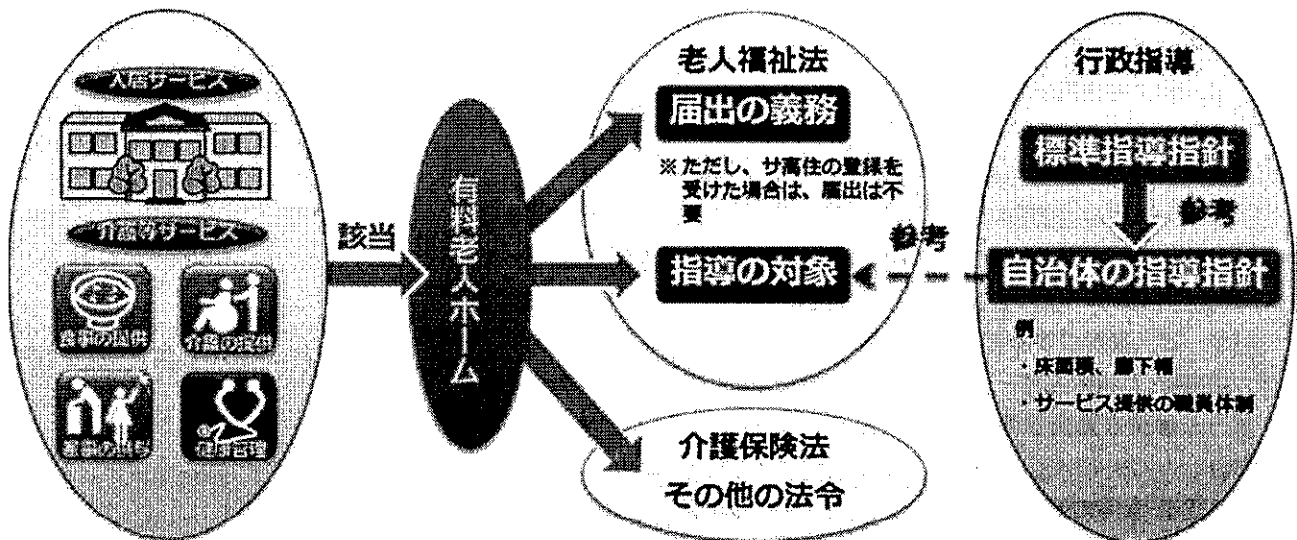 入居サービス
介護等サービス
食事の提供
介護の提供
家事の供与
健康管理
該当
有料老人ホーム
老人福祉法
届出の義務
※ただし、サ高住の登録を
受けた場合は、届出は不
要
指導の対象
介護保険法
その他の法令
行政指導
標準指導指針
参考
参考
自治体の指導指針
例
・床面積、廊下幅
・サービス提供の職員体制